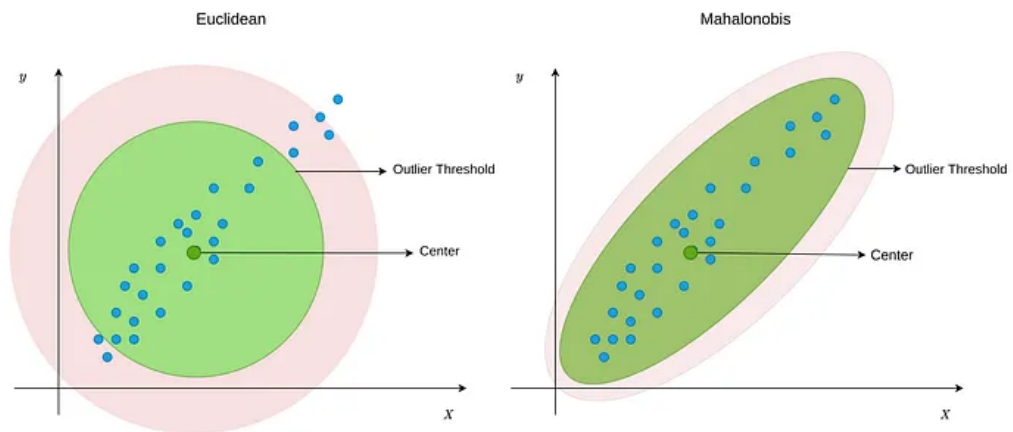 Euclidean
y
Outlier Threshold
Center
X
Mahalonobis
y
Outlier Threshold
Center
X